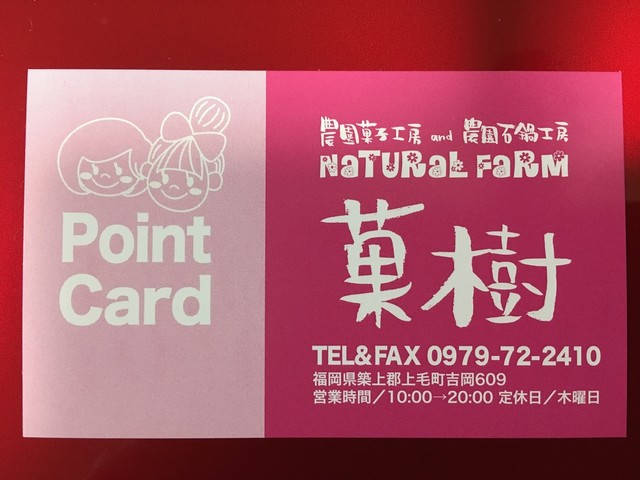 Point
Card
農園菓子工房 and 農園石鍋工房
NATURAL FARM
菓樹
TEL&FAX 0979-72-2410
福岡県築上郡上毛町吉岡609
営業時間／10:00→20:00 定休日／木曜日